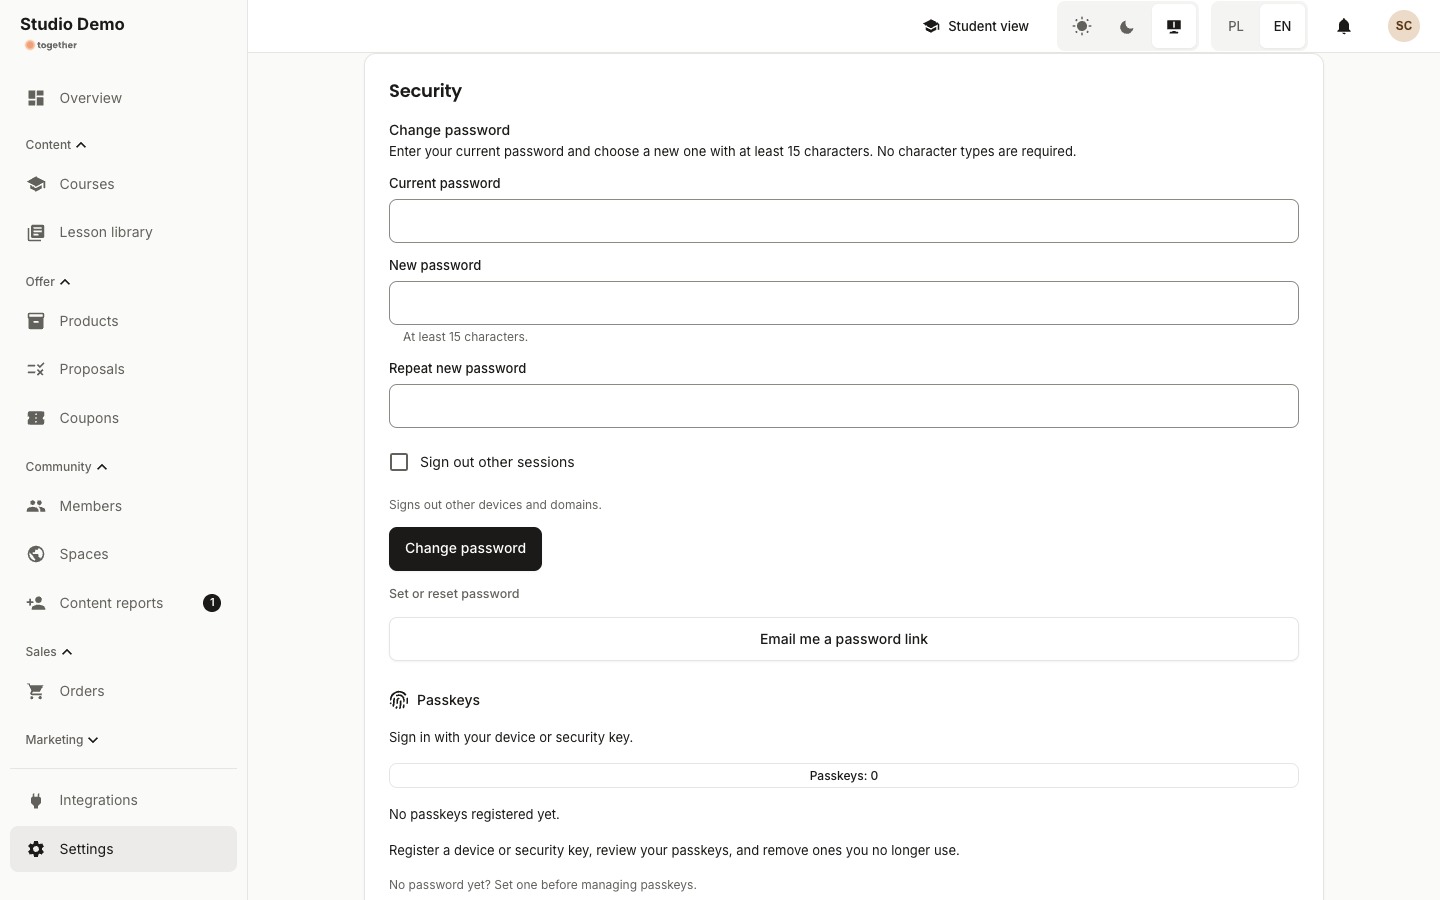 Studio Demo
together
Student view
PL
EN
SC
Overview
Content
Courses
Lesson library
Offer
Products
Proposals
Coupons
Community
Members
Spaces
Content reports
1
Sales
Orders
Marketing
Integrations
Settings
Security
Change password
Enter your current password and choose a new one with at least 15 characters. No character types are required.
Current password
New password
At least 15 characters.
Repeat new password
Sign out other sessions
Signs out other devices and domains.
Change password
Set or reset password
Email me a password link
Passkeys
Sign in with your device or security key.
Passkeys: 0
No passkeys registered yet.
Register a device or security key, review your passkeys, and remove ones you no longer use.
No password yet? Set one before managing passkeys.